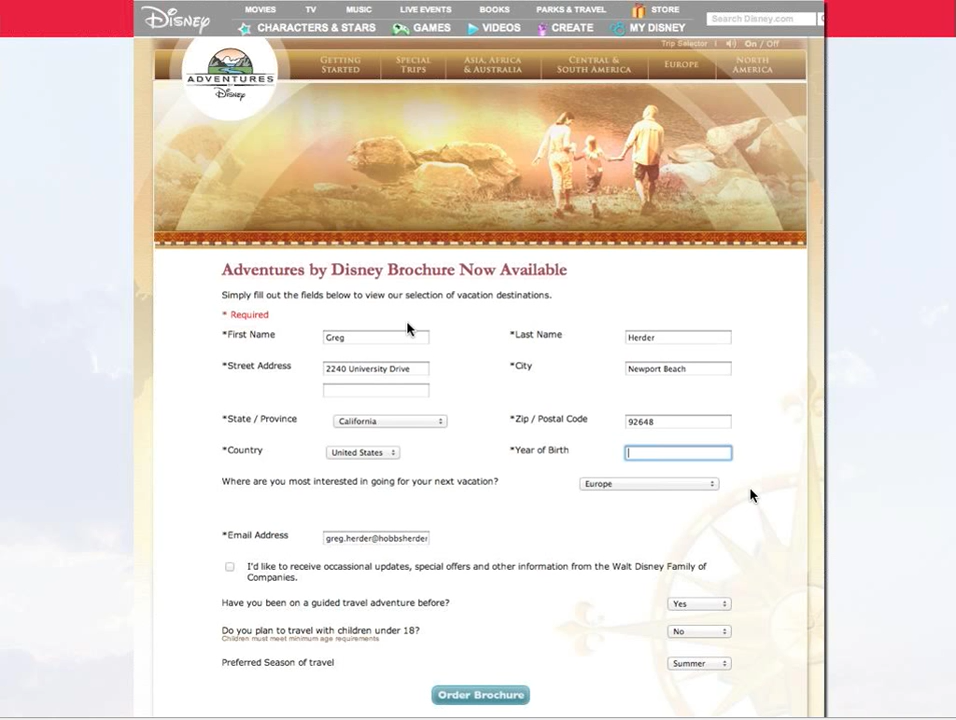 Disney
MOVIES TV MUSIC LIVE EVENTS BOOKS PARKS & TRAVEL STORE
Search Disney.com
CHARACTERS & STARS GAMES VIDEOS CREATE MY DISNEY
Trip Selector | On / Off
ADVENTURES
BY
Disney
GETTING STARTED
SPECIAL TRIPS
ASIA, AFRICA & AUSTRALIA
CENTRAL & SOUTH AMERICA
EUROPE
NORTH AMERICA
Adventures by Disney Brochure Now Available
Simply fill out the fields below to view our selection of vacation destinations.
* Required
*First Name Greg *Last Name Herder
*Street Address 2240 University Drive *City Newport Beach
*State / Province California *Zip / Postal Code 92648
*Country United States *Year of Birth
Where are you most interested in going for your next vacation? Europe
*Email Address greg.herder@hobbsherder
I'd like to receive occassional updates, special offers and other information from the Walt Disney Family of
Companies.
Have you been on a guided travel adventure before? Yes
Do you plan to travel with children under 18? No
Children must meet minimum age requirements
Preferred Season of travel Summer
Order Brochure